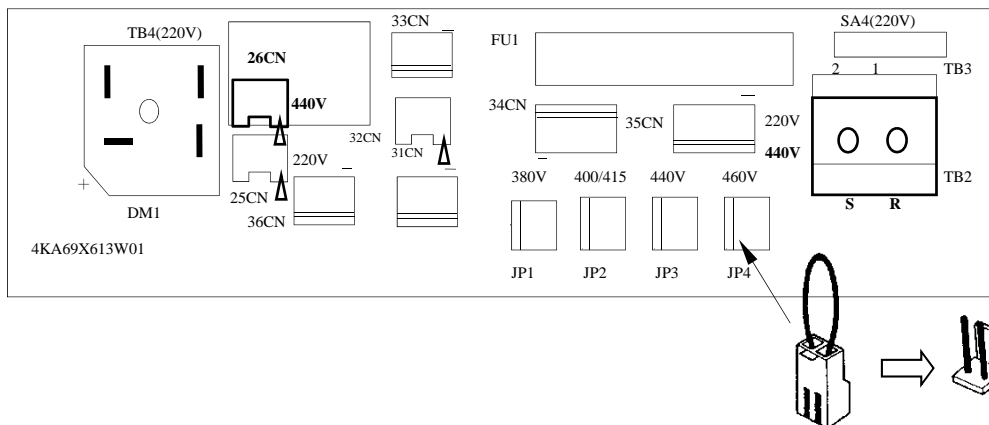 33CN
SA4(220V)
TB4(220V)
FU1
26CN
2 1 TB3
440V
34CN
35CN
220V
32CN
31CN
440V
220V
380V 400/415 440V 460V
TB2
25CN
S R
DM1
36CN
4KA69X613W01
JP1 JP2 JP3 JP4